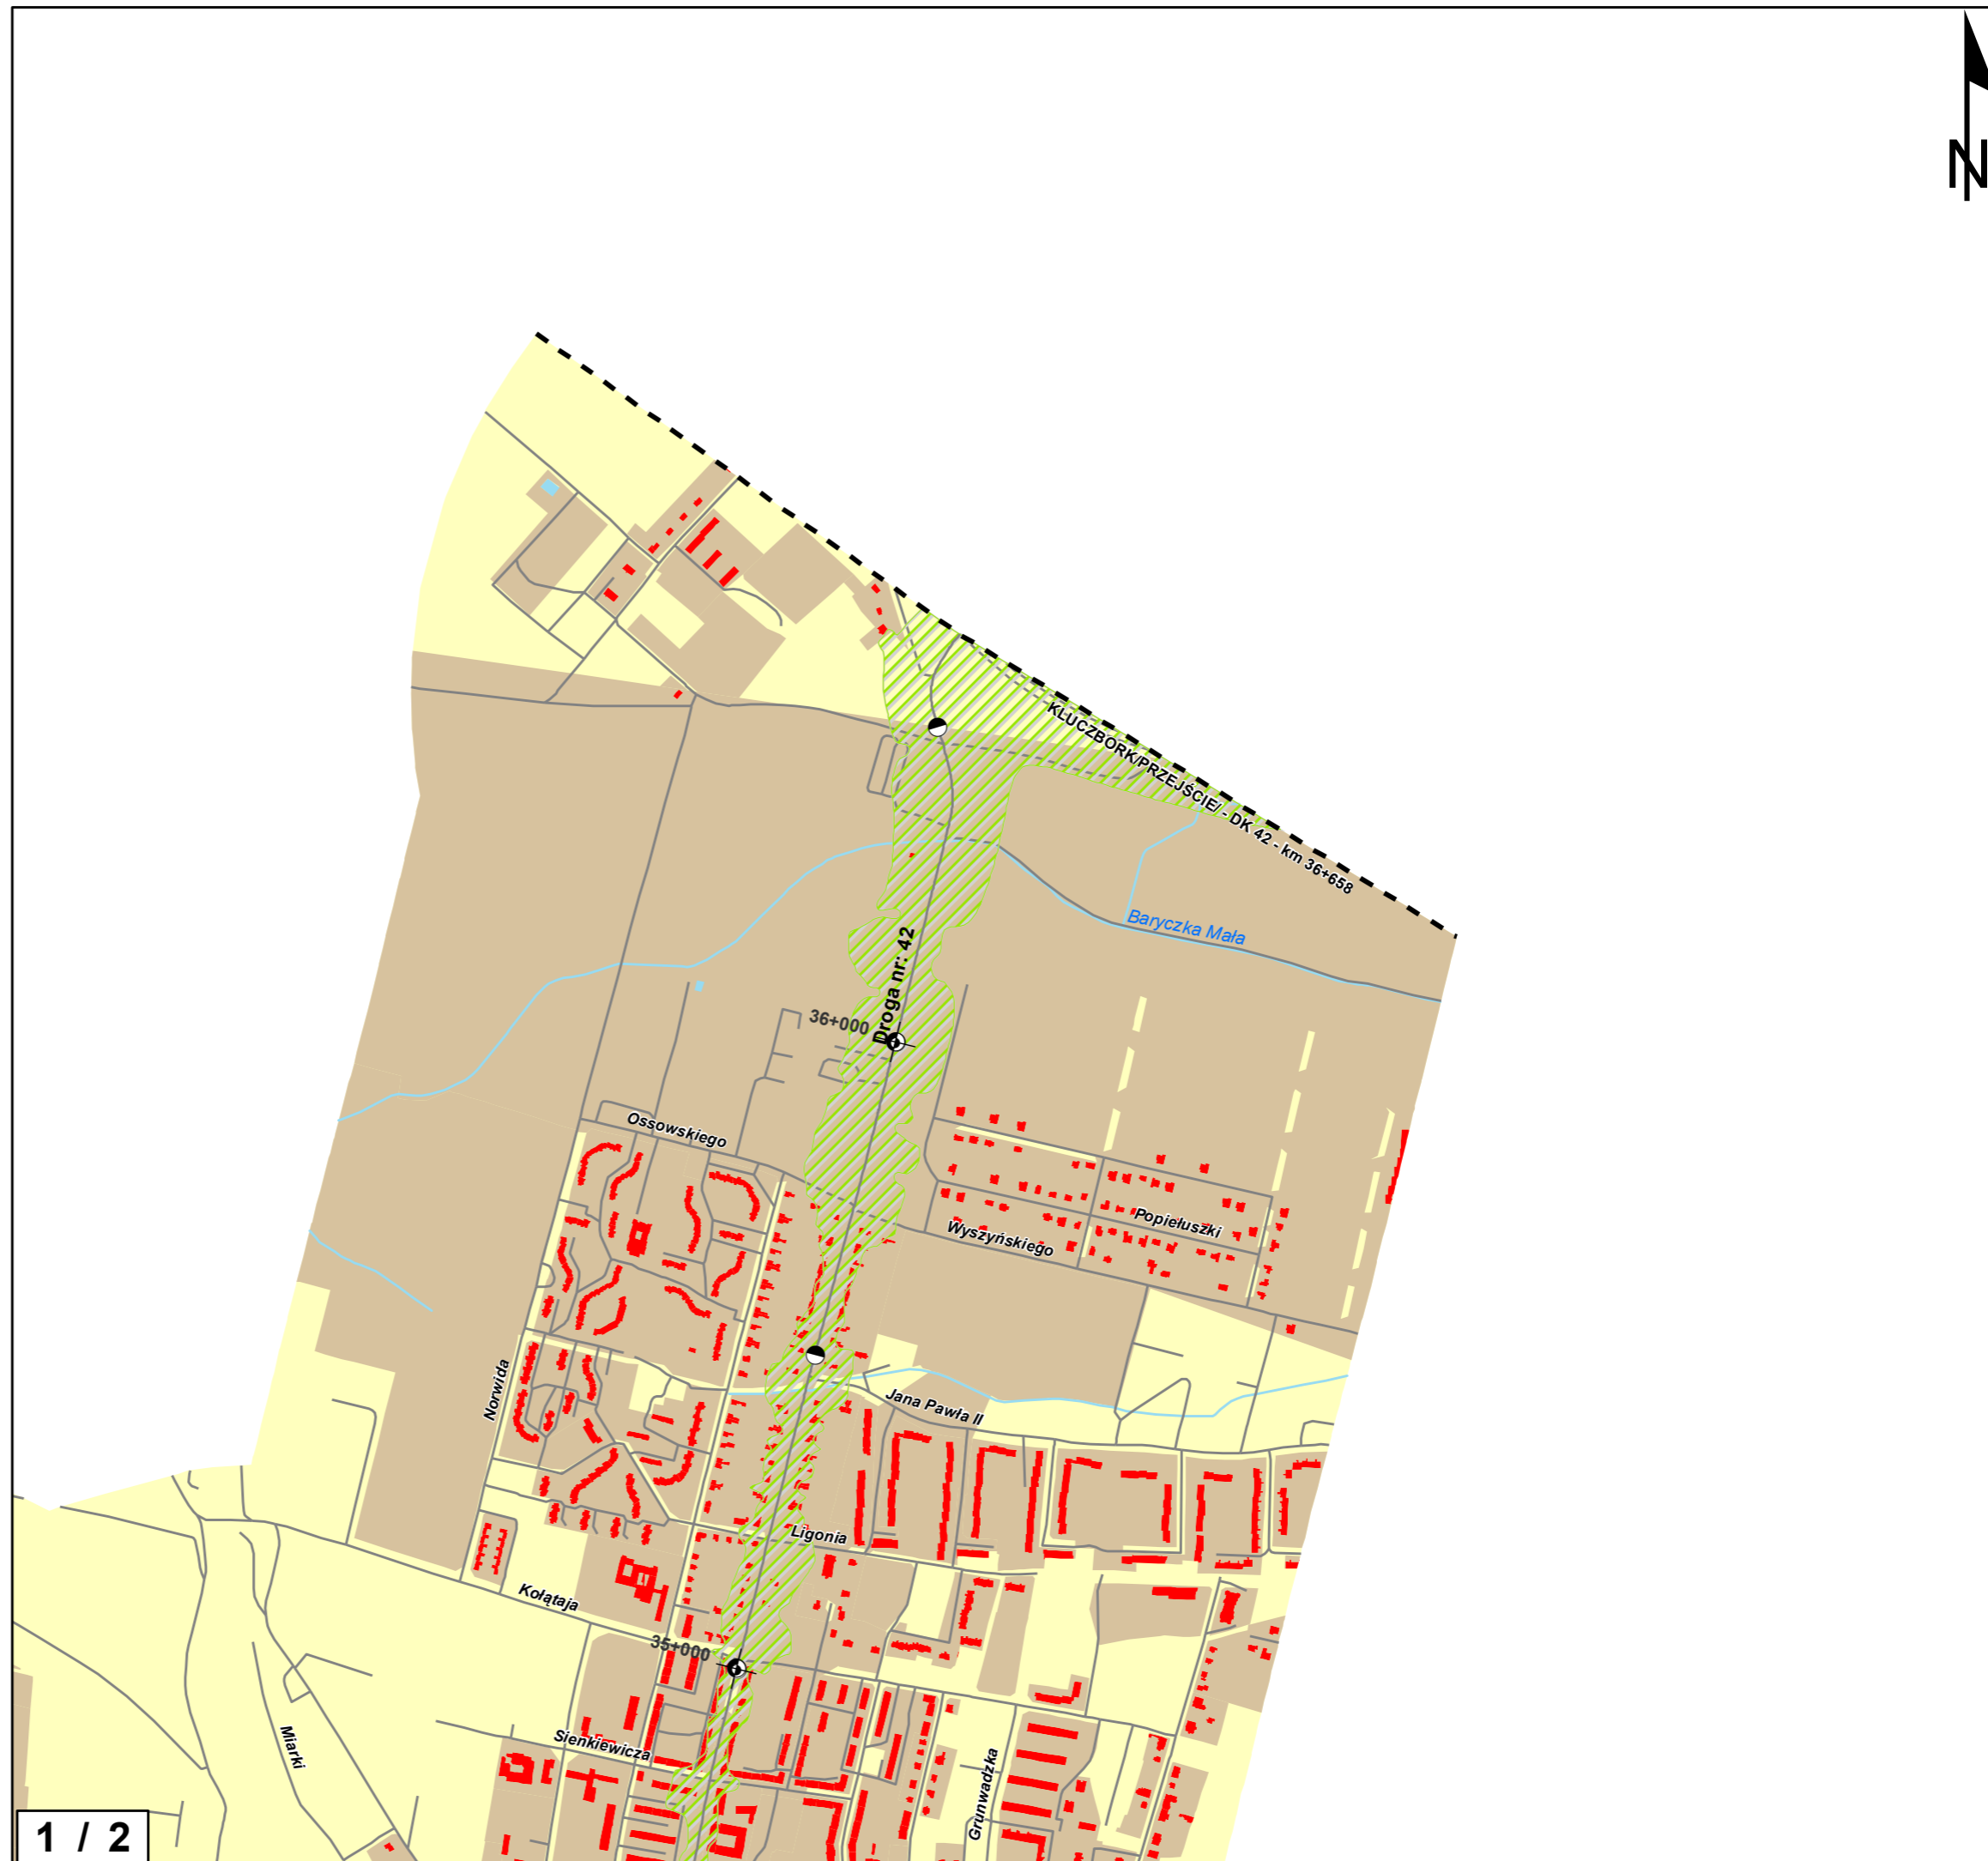 N
KLUCZBORK/PRZEJŚCIE/ - DK 42 - km 36+658
Baryczka Mała
Droga nr: 42
36+000
Ossowskiego
Popiełuszki
Wyszyńskiego
Norwida
Jana Pawła II
Ligonia
Kołątaja
35+000
Sienkiewicza
Miarki
Grunwadzka
1 / 2